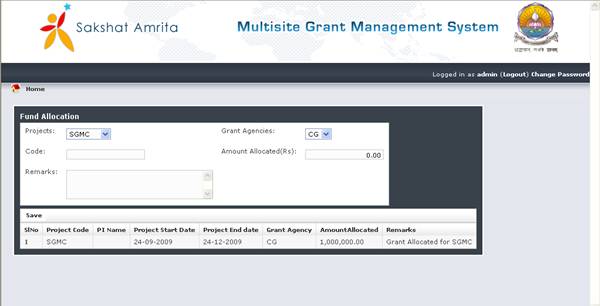 Sakshat Amrita
Multisite Grant Management System
Logged in as admin (Logout) Change Password
Home
Fund Allocation
Projects: SGMC Grant Agencies: CG
Code: Amount Allocated(Rs): 0.00
Remarks:
Save
SlNo Project Code PI Name Project Start Date Project End date Grant Agency AmountAllocated Remarks
1 SGMC 24-09-2009 24-12-2009 CG 1,000,000.00 Grant Allocated for SGMC